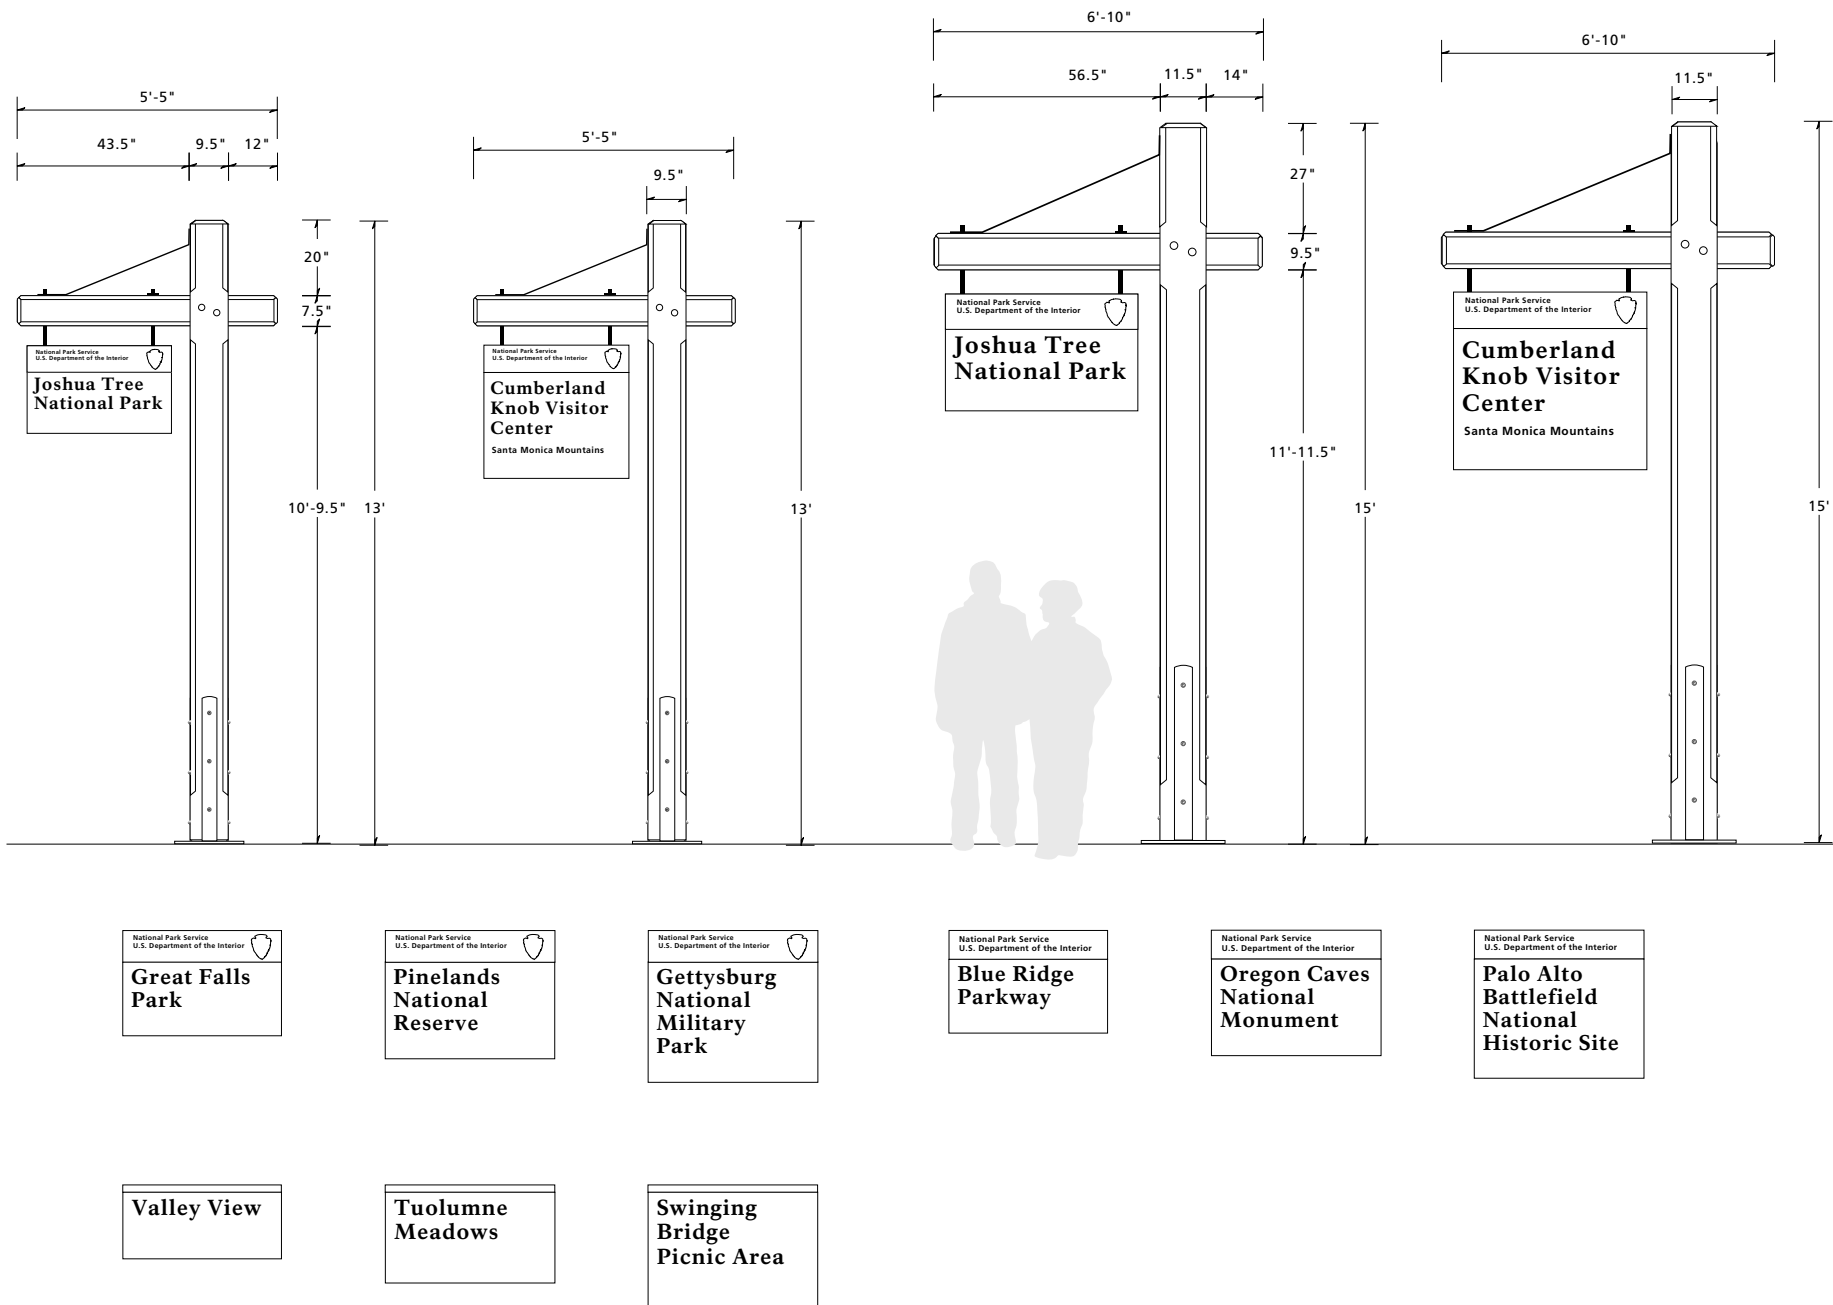 5'-5"
43.5"
9.5"
12"
20"
7.5"
10'-9.5"
13'
National Park Service
U.S. Department of the Interior
Joshua Tree
National Park
5'-5"
9.5"
13'
National Park Service
U.S. Department of the Interior
Cumberland
Knob Visitor
Center
Santa Monica Mountains
6'-10"
56.5"
11.5"
14"
27"
9.5"
11'-11.5"
15'
National Park Service
U.S. Department of the Interior
Joshua Tree
National Park
6'-10"
11.5"
15'
National Park Service
U.S. Department of the Interior
Cumberland
Knob Visitor
Center
Santa Monica Mountains
National Park Service
U.S. Department of the Interior
Great Falls
Park
National Park Service
U.S. Department of the Interior
Pinelands
National
Reserve
National Park Service
U.S. Department of the Interior
Gettysburg
National
Military
Park
National Park Service
U.S. Department of the Interior
Blue Ridge
Parkway
National Park Service
U.S. Department of the Interior
Oregon Caves
National
Monument
National Park Service
U.S. Department of the Interior
Palo Alto
Battlefield
National
Historic Site
Valley View
Tuolumne
Meadows
Swinging
Bridge
Picnic Area